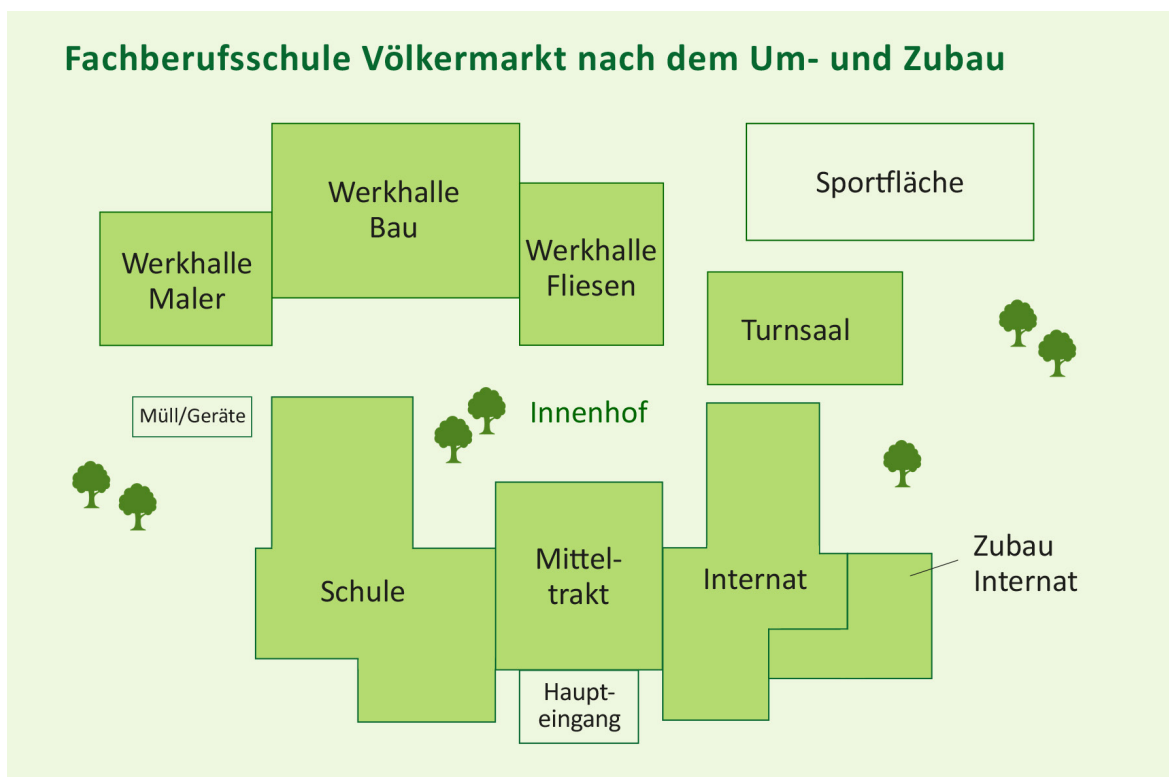 Fachberufsschule Völkermarkt nach dem Um- und Zubau
Werkhalle
Bau
Sportfläche
Werkhalle
Maler
Werkhalle
Fliesen
Turnsaal
Müll/Geräte
Innenhof
Schule
Mittel-
trakt
Internat
Zubau
Internat
Haupt-
eingang